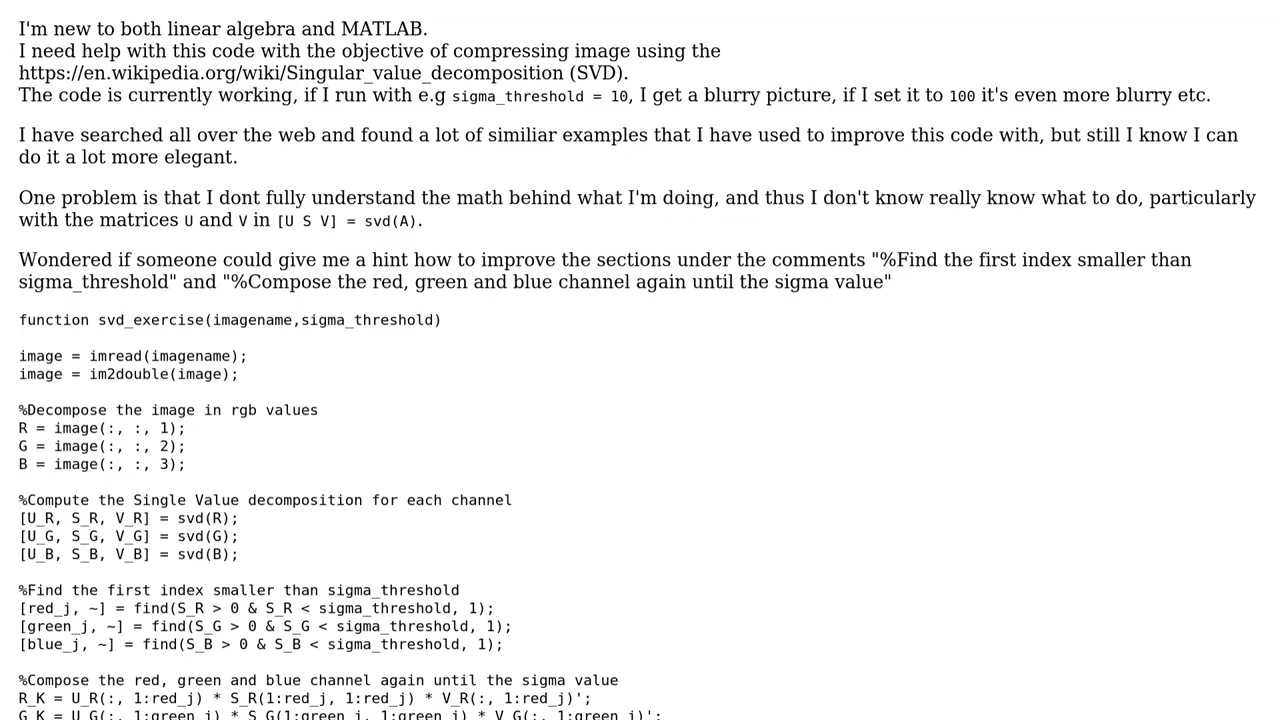 I'm new to both linear algebra and MATLAB.
I need help with this code with the objective of compressing image using the
https://en.wikipedia.org/wiki/Singular_value_decomposition (SVD).
The code is currently working, if I run with e.g sigma_threshold = 10, I get a blurry picture, if I set it to 100 it's even more blurry etc.
I have searched all over the web and found a lot of similiar examples that I have used to improve this code with, but still I know I can
do it a lot more elegant.
One problem is that I dont fully understand the math behind what I'm doing, and thus I don't know really know what to do, particularly
with the matrices U and V in [U S V] = svd(A).
Wondered if someone could give me a hint how to improve the sections under the comments "%Find the first index smaller than
sigma_threshold" and "%Compose the red, green and blue channel again until the sigma value"
function svd_exercise(imagename,sigma_threshold)
image = imread(imagename);
image = im2double(image);
%Decompose the image in rgb values
R = image(:, :, 1);
G = image(:, :, 2);
B = image(:, :, 3);
%Compute the Single Value decomposition for each channel
[U_R, S_R, V_R] = svd(R);
[U_G, S_G, V_G] = svd(G);
[U_B, S_B, V_B] = svd(B);
%Find the first index smaller than sigma_threshold
[red_j, ~] = find(S_R > 0 & S_R < sigma_threshold, 1);
[green_j, ~] = find(S_G > 0 & S_G < sigma_threshold, 1);
[blue_j, ~] = find(S_B > 0 & S_B < sigma_threshold, 1);
%Compose the red, green and blue channel again until the sigma value
R_K = U_R(:, 1:red_j) * S_R(1:red_j, 1:red_j) * V_R(:, 1:red_j)';
G_K = U_G(:, 1:green_j) * S_G(1:green_j, 1:green_j) * V_G(:, 1:green_j)';